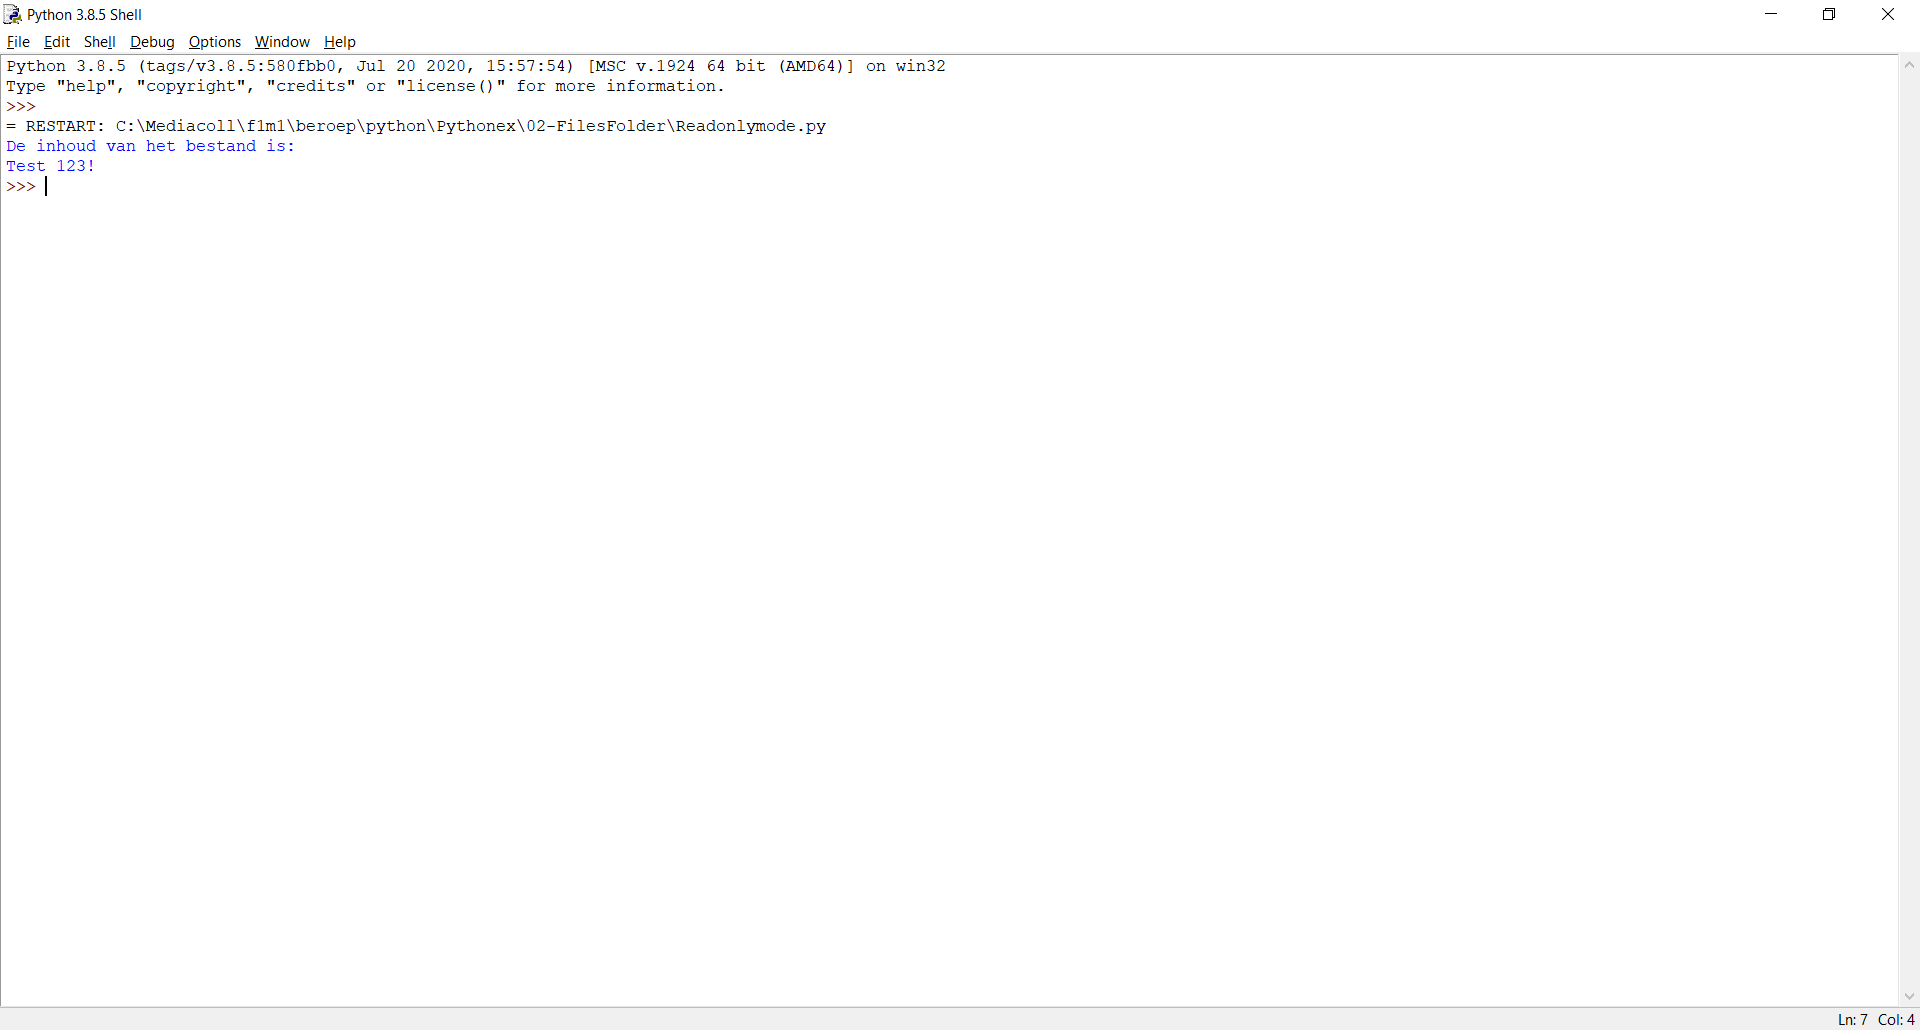 Python 3.8.5 Shell
File Edit Shell Debug Options Window Help
Python 3.8.5 (tags/v3.8.5:580fbb0, Jul 20 2020, 15:57:54) [MSC v.1924 64 bit (AMD64)] on win32
Type "help", "copyright", "credits" or "license()" for more information.
>>>
= RESTART: C:\Mediacoll\f1m1\beroep\python\Pythonex\02-FilesFolder\Readonlymode.py
De inhoud van het bestand is:
Test 123!
>>>
Ln: 7 Col: 4